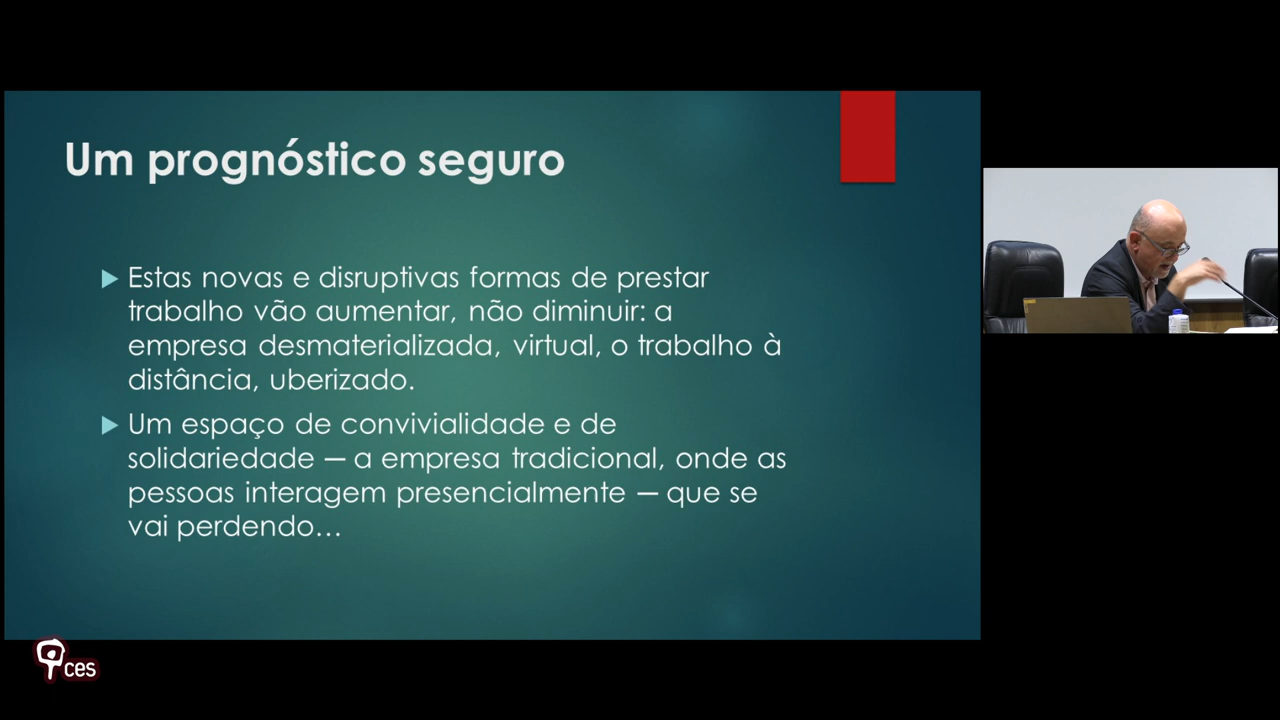 Um prognóstico seguro
Estas novas e disruptivas formas de prestar
trabalho vão aumentar, não diminuir: a
empresa desmaterializada, virtual, o trabalho à
distância, uberizado.
Um espaço de convivialidade e de
solidariedade — a empresa tradicional, onde as
pessoas interagem presencialmente — que se
vai perdendo…
ces